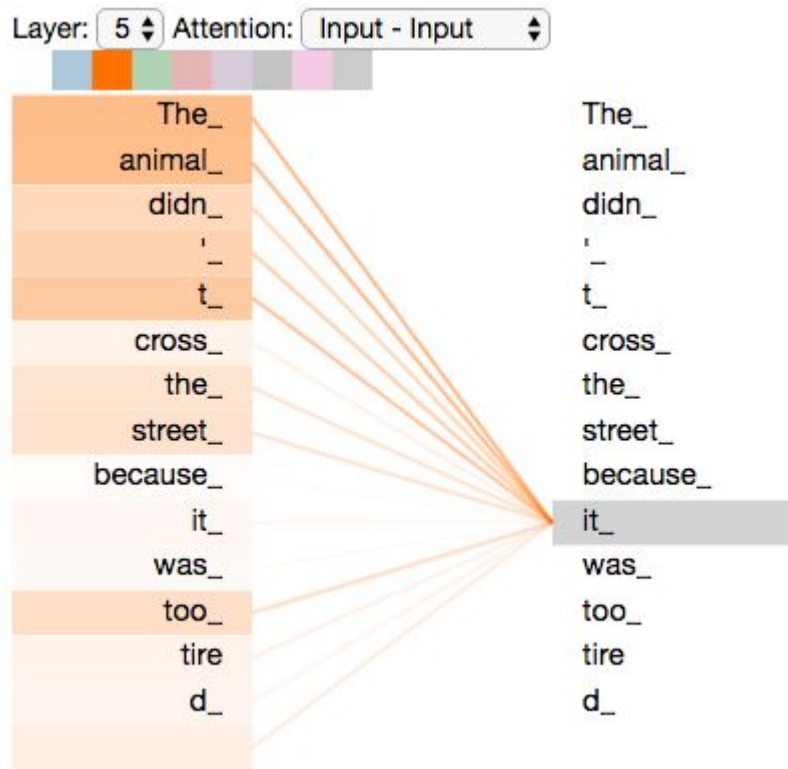 Layer: 5 Attention: Input - Input
The_ The_
animal_ animal_
didn_ didn_
'_ '_
t_ t_
cross_ cross_
the_ the_
street_ street_
because_ because_
it_ it_
was_ was_
too_ too_
tire tire
d_ d_